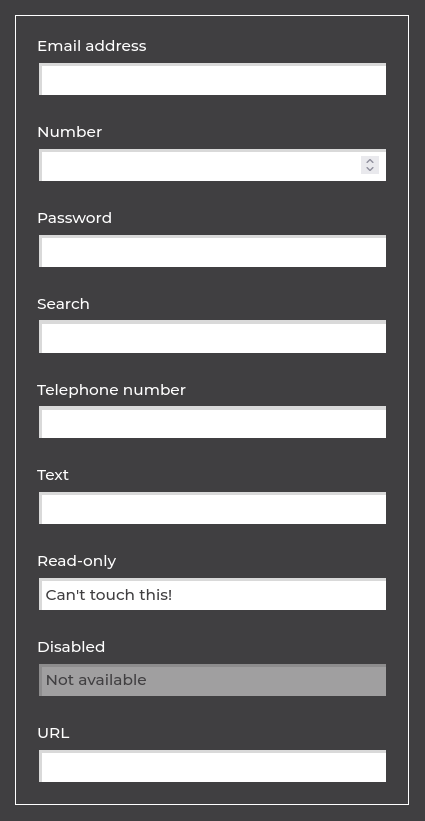 Email address
Number
Password
Search
Telephone number
Text
Read-only
Can't touch this!
Disabled
Not available
URL